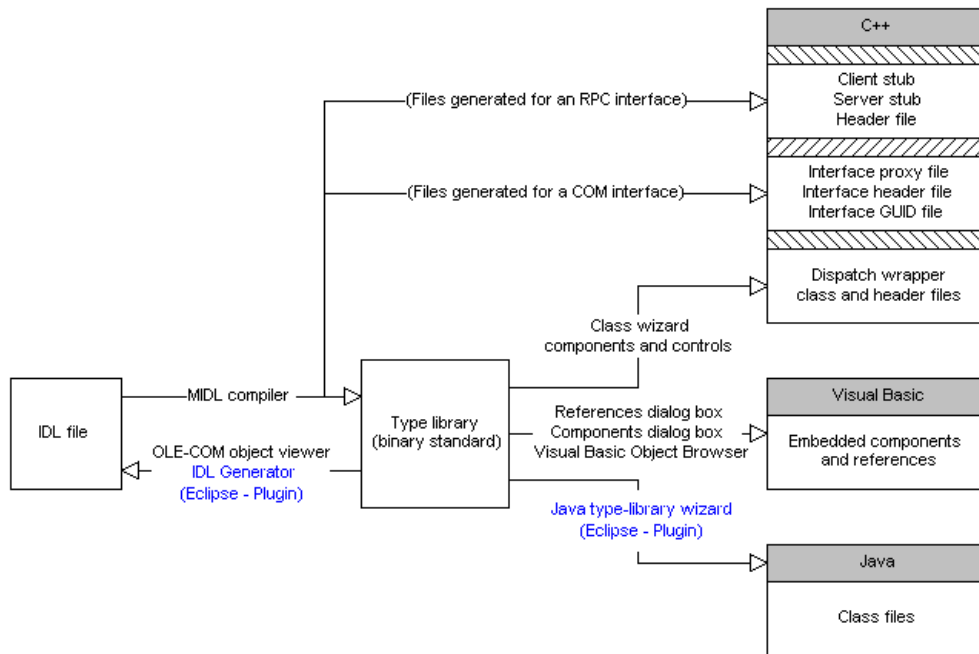 C++
Client stub
Server stub
Header file
(Files generated for an RPC interface)
Interface proxy file
Interface header file
Interface GUID file
(Files generated for a COM interface)
Dispatch wrapper
class and header files
Class wizard
components and controls
IDL file
MIDL compiler
Type library
(binary standard)
OLE-COM object viewer
IDL Generator
(Eclipse - Plugin)
References dialog box
Components dialog box
Visual Basic Object Browser
Visual Basic
Embedded components
and references
Java type-library wizard
(Eclipse - Plugin)
Java
Class files